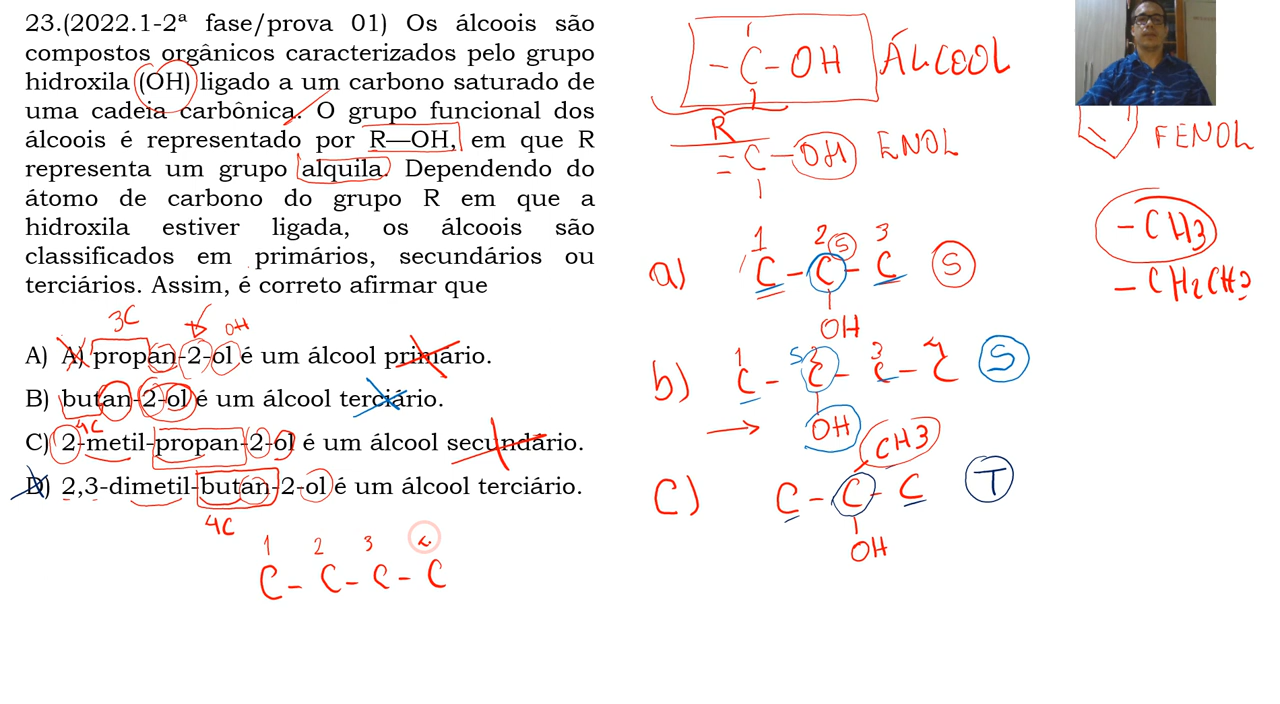 23.(2022.1-2ª fase/prova 01) Os álcoois são
compostos orgânicos caracterizados pelo grupo
hidroxila (OH) ligado a um carbono saturado de
uma cadeia carbônica. O grupo funcional dos
álcoois é representado por R—OH, em que R
representa um grupo alquila. Dependendo do
átomo de carbono do grupo R em que a
hidroxila estiver ligada, os álcoois são
classificados em primários, secundários ou
terciários. Assim, é correto afirmar que
3C OH
A) A) propan-2-ol é um álcool primário.
B) butan-2-ol é um álcool terciário.
4C
C) 2-metil-propan-2-ol é um álcool secundário.
D) 2,3-dimetil-butan-2-ol é um álcool terciário.
4C
1 2 3
C - C - C - C
- C - OH ÁLCOOL
R
= C - OH ENOL
FENOL
- CH3
- CH2CH3
1 2 S 3
a) C - C - C S
OH
1 S 2 3 4
b) C - C - C - C S
OH
CH3
C) C - C - C T
OH